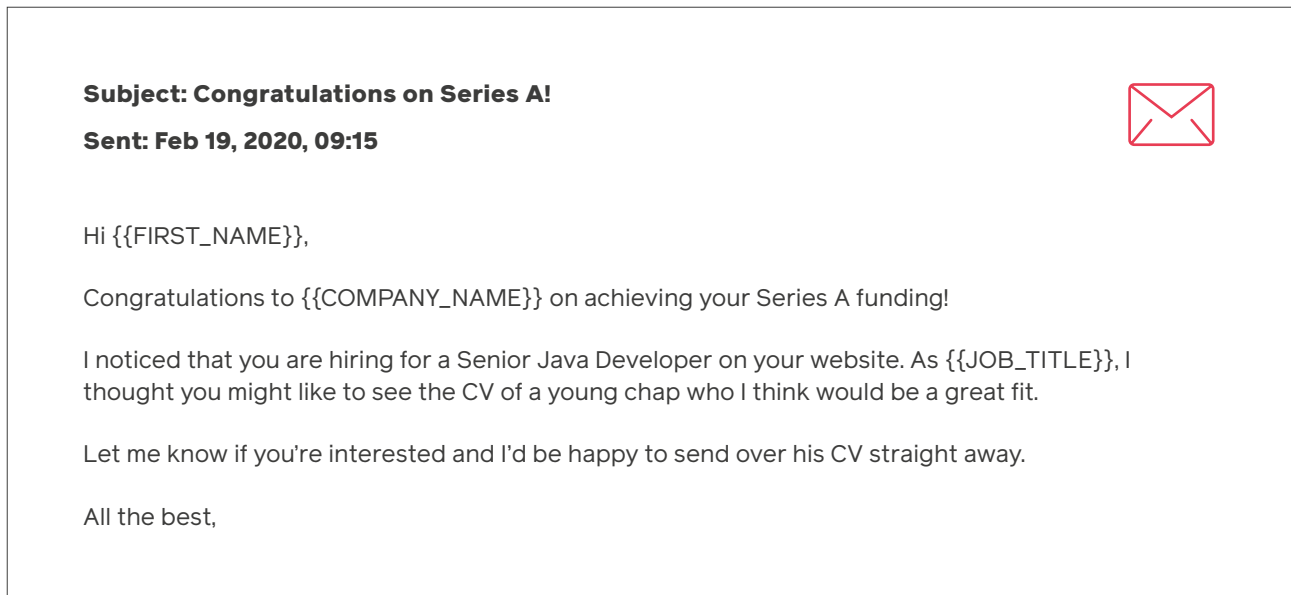 Subject: Congratulations on Series A!
Sent: Feb 19, 2020, 09:15
Hi {{FIRST_NAME}},
Congratulations to {{COMPANY_NAME}} on achieving your Series A funding!
I noticed that you are hiring for a Senior Java Developer on your website. As {{JOB_TITLE}}, I
thought you might like to see the CV of a young chap who I think would be a great fit.
Let me know if you’re interested and I’d be happy to send over his CV straight away.
All the best,